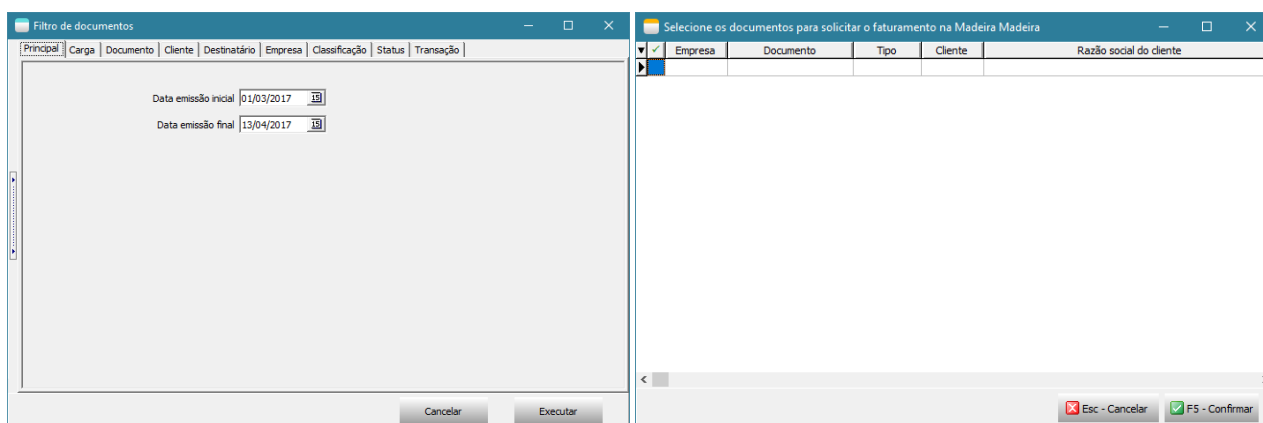 Filtro de documentos
Principal Carga Documento Cliente Destinatário Empresa Classificação Status Transação
Data emissão inicial 01/03/2017 15
Data emissão final 13/04/2017 15
Cancelar Executar
Selecione os documentos para solicitar o faturamento na Madeira Madeira
Empresa Documento Tipo Cliente Razão social do cliente
Esc - Cancelar F5 - Confirmar